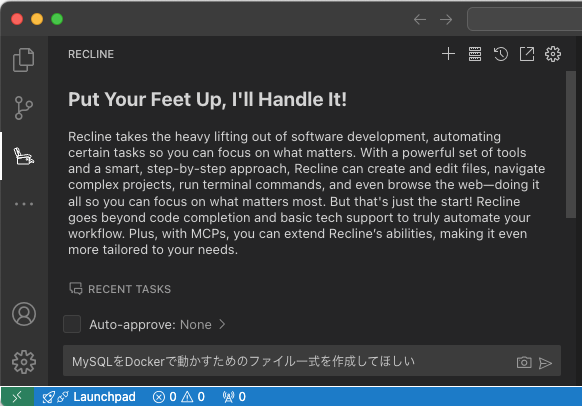 RECLINE
Put Your Feet Up, I'll Handle It!
Recline takes the heavy lifting out of software development, automating
certain tasks so you can focus on what matters. With a powerful set of tools
and a smart, step-by-step approach, Recline can create and edit files, navigate
complex projects, run terminal commands, and even browse the web—doing it
all so you can focus on what matters most. But that's just the start! Recline
goes beyond code completion and basic tech support to truly automate your
workflow. Plus, with MCPs, you can extend Recline's abilities, making it even
more tailored to your needs.
RECENT TASKS
Auto-approve: None
MySQLをDockerで動かすためのファイル一式を作成してほしい
Launchpad 0 0 0